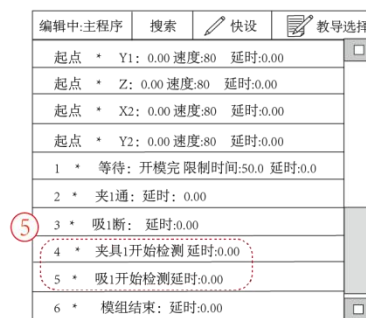 编辑中:主程序 搜索 快设 教导选择
起点 * Y1: 0.00 速度:80 延时:0.00
起点 * Z: 0.00 速度:80 延时:0.00
起点 * X2: 0.00 速度:80 延时:0.00
起点 * Y2: 0.00 速度:80 延时:0.00
1 * 等待: 开模完 限制时间:50.0 延时:0.0
2 * 夹1通: 延时: 0.00
5
3 * 吸1断: 延时:0.00
4 * 夹具1开始检测 延时:0.00
5 * 吸1开始检测延时:0.00
6 * 模组结束: 延时:0.00